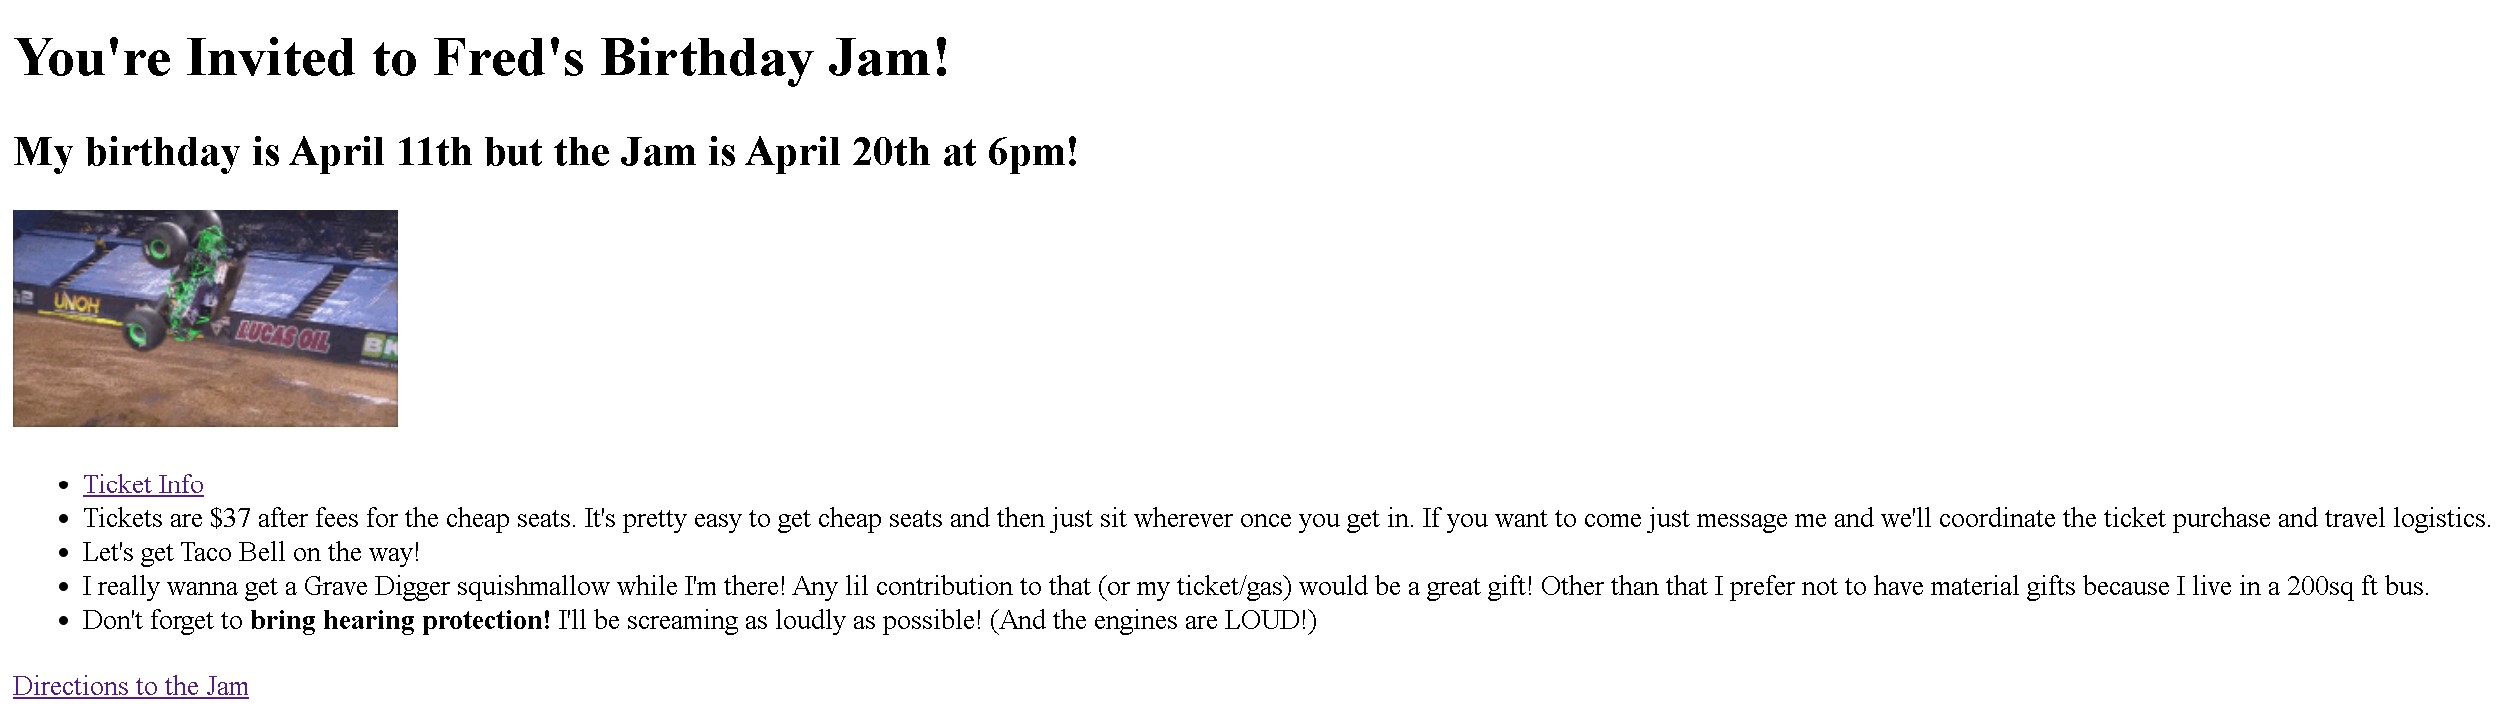 You're Invited to Fred's Birthday Jam!
My birthday is April 11th but the Jam is April 20th at 6pm!
UNOH
LUCAS OIL
Ticket Info
Tickets are $37 after fees for the cheap seats. It's pretty easy to get cheap seats and then just sit wherever once you get in. If you want to come just message me and we'll coordinate the ticket purchase and travel logistics.
Let's get Taco Bell on the way!
I really wanna get a Grave Digger squishmallow while I'm there! Any lil contribution to that (or my ticket/gas) would be a great gift! Other than that I prefer not to have material gifts because I live in a 200sq ft bus.
Don't forget to bring hearing protection! I'll be screaming as loudly as possible! (And the engines are LOUD!)
Directions to the Jam